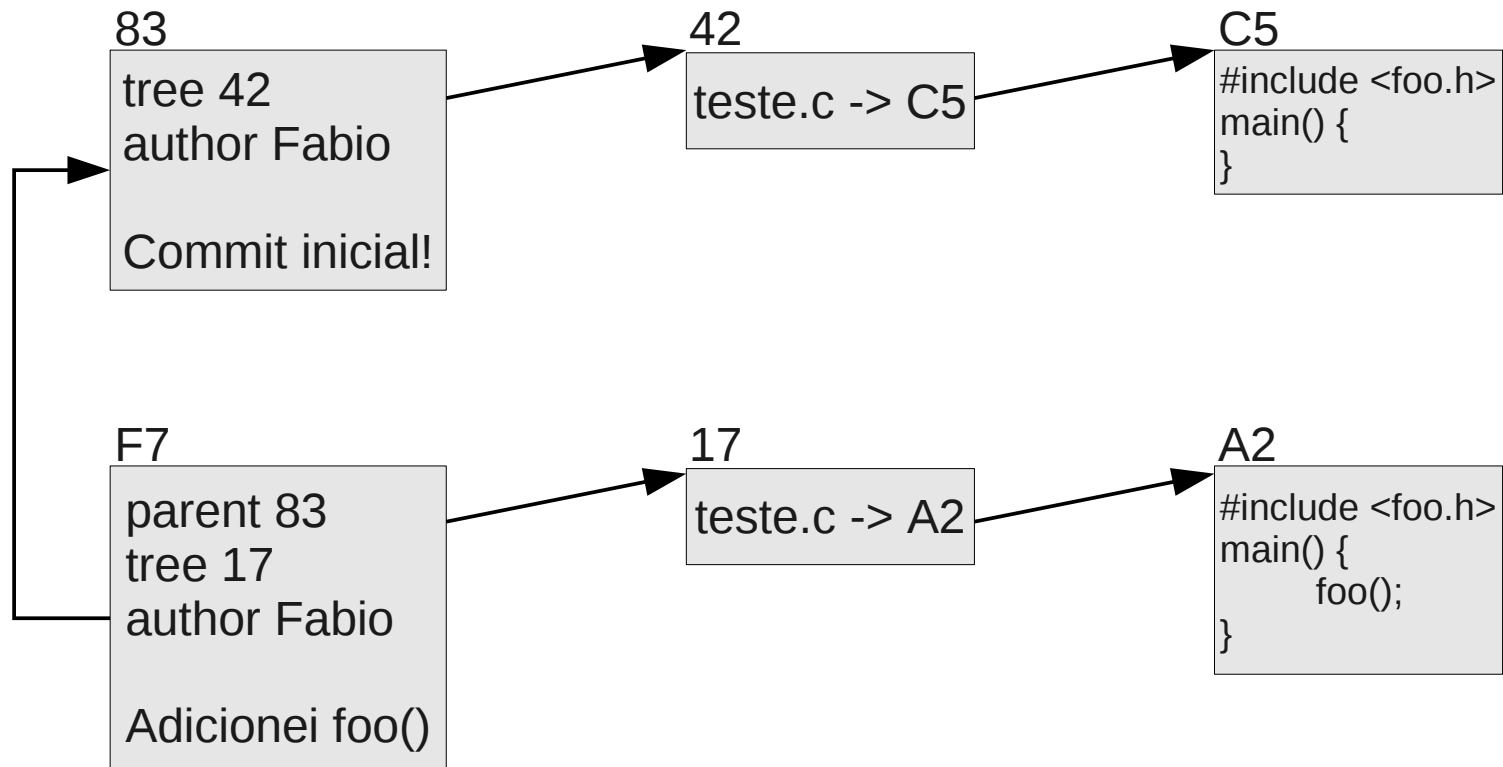 83
tree 42
author Fabio
Commit inicial!
42
teste.c -> C5
C5
#include <foo.h>
main() {
}
F7
parent 83
tree 17
author Fabio
Adicionei foo()
17
teste.c -> A2
A2
#include <foo.h>
main() {
foo();
}